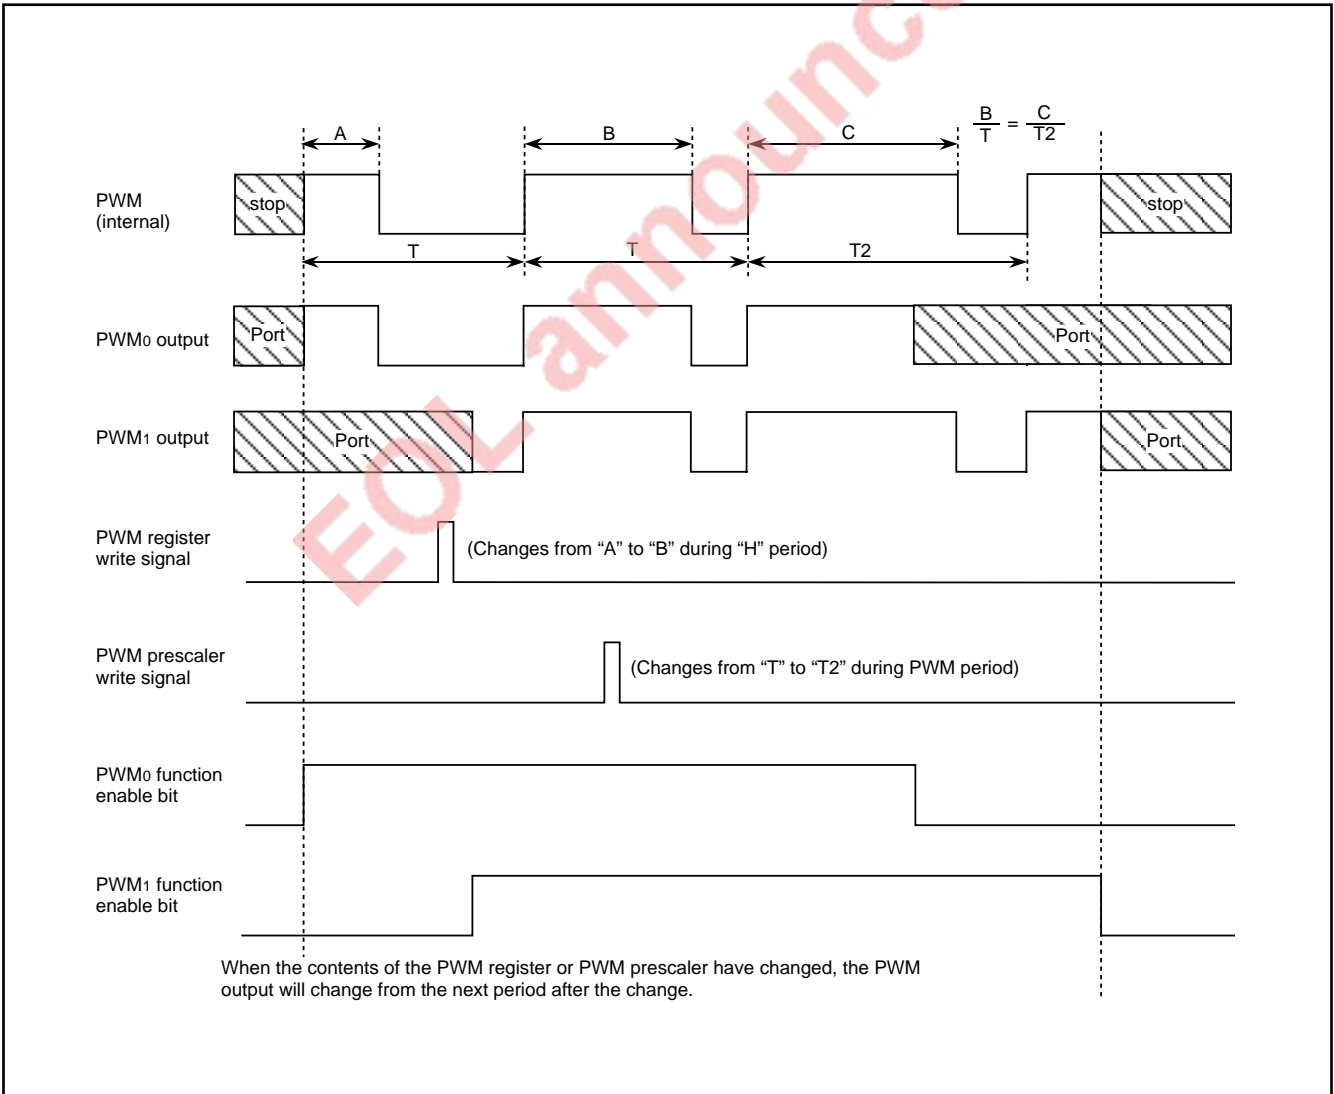 EOL announc
A
B
C
B
T
=
C
T2
PWM
(internal)
stop
stop
T
T
T2
PWM0 output
Port
Port
PWM1 output
Port
Port
PWM register
write signal
(Changes from “A” to “B” during “H” period)
PWM prescaler
write signal
(Changes from “T” to “T2” during PWM period)
PWM0 function
enable bit
PWM1 function
enable bit
When the contents of the PWM register or PWM prescaler have changed, the PWM
output will change from the next period after the change.